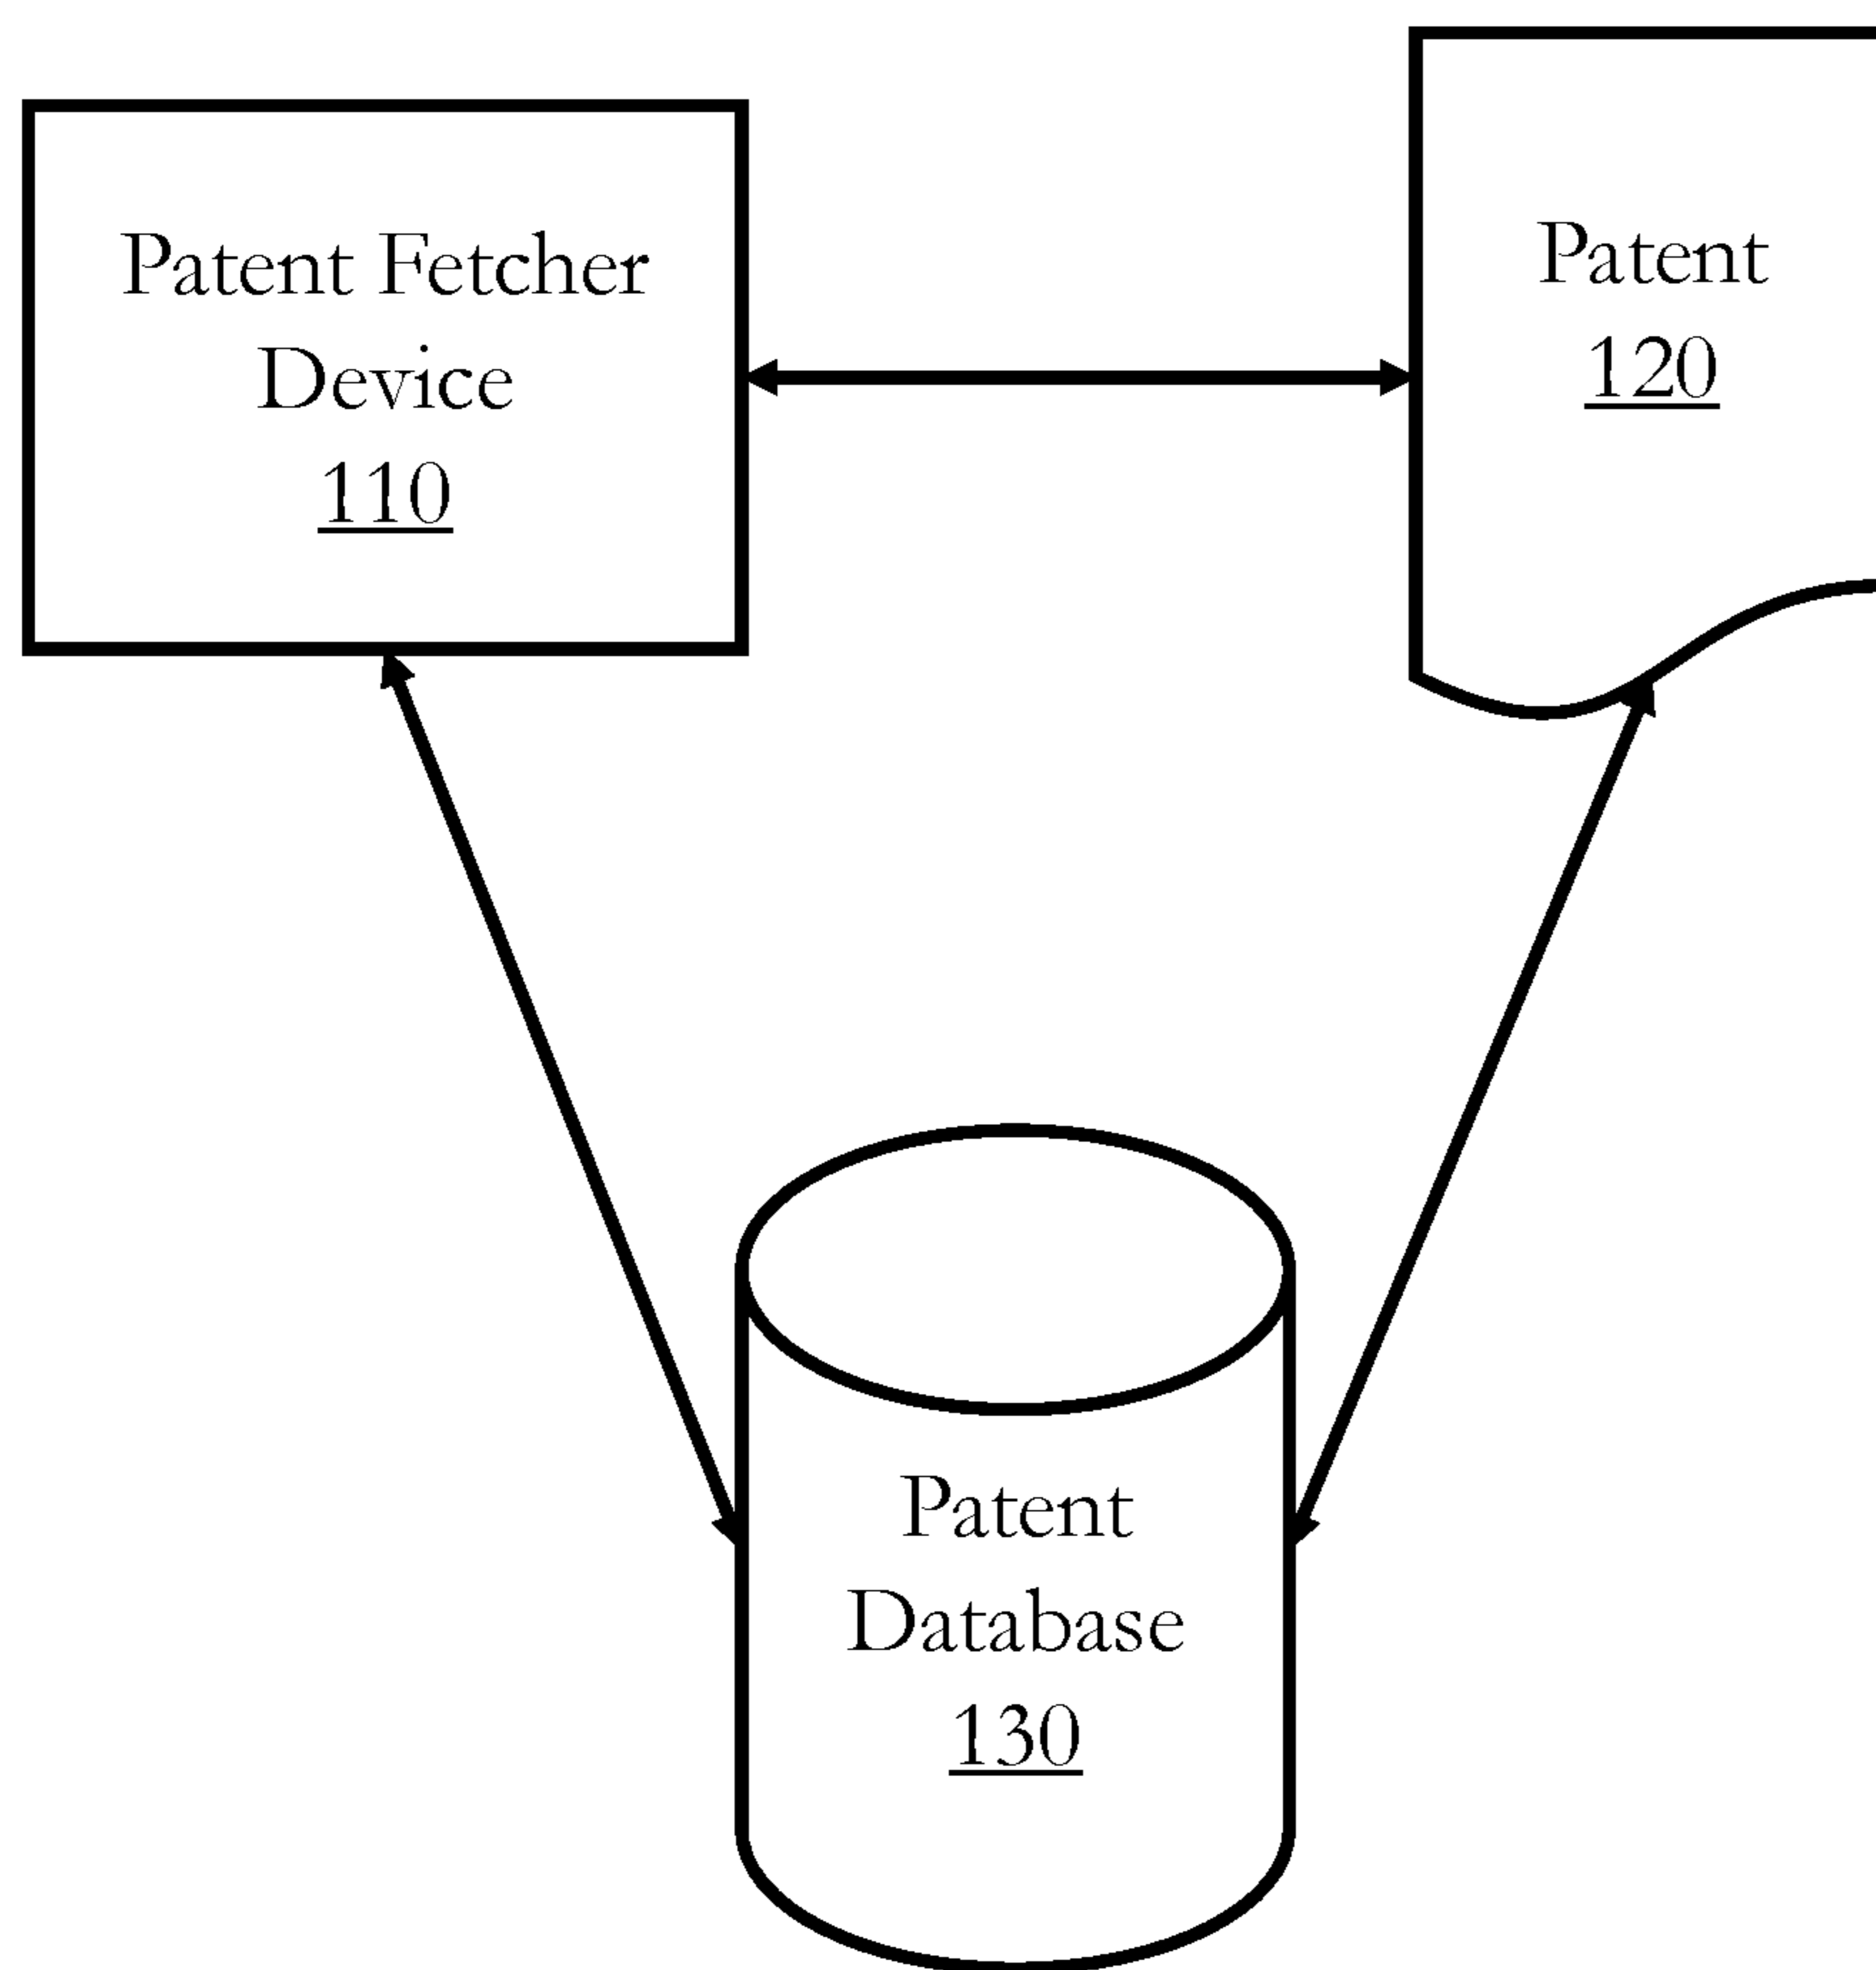 Patent Fetcher
Device
110
Patent
120
Patent
Database
130